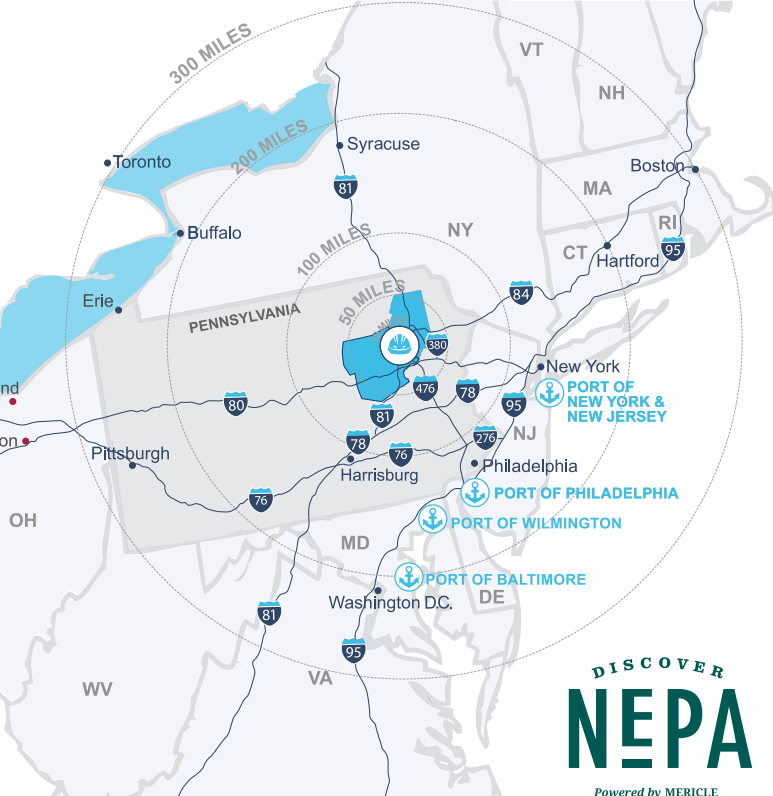 300 MILES
VT
NH
200 MILES
Syracuse
Toronto
Boston
81
MA
NY
RI
Buffalo
100 MILES
CT
Hartford
95
50 MILES
84
Erie
PENNSYLVANIA
380
New York
nd
476
78
PORT OF
NEW YORK &
NEW JERSEY
80
95
81
NJ
on
78
276
Pittsburgh
76
Harrisburg
Philadelphia
76
PORT OF PHILADELPHIA
OH
PORT OF WILMINGTON
MD
PORT OF BALTIMORE
Washington D.C.
DE
81
95
VA
WV
DISCOVER
NEPA
Powered by MERICLE